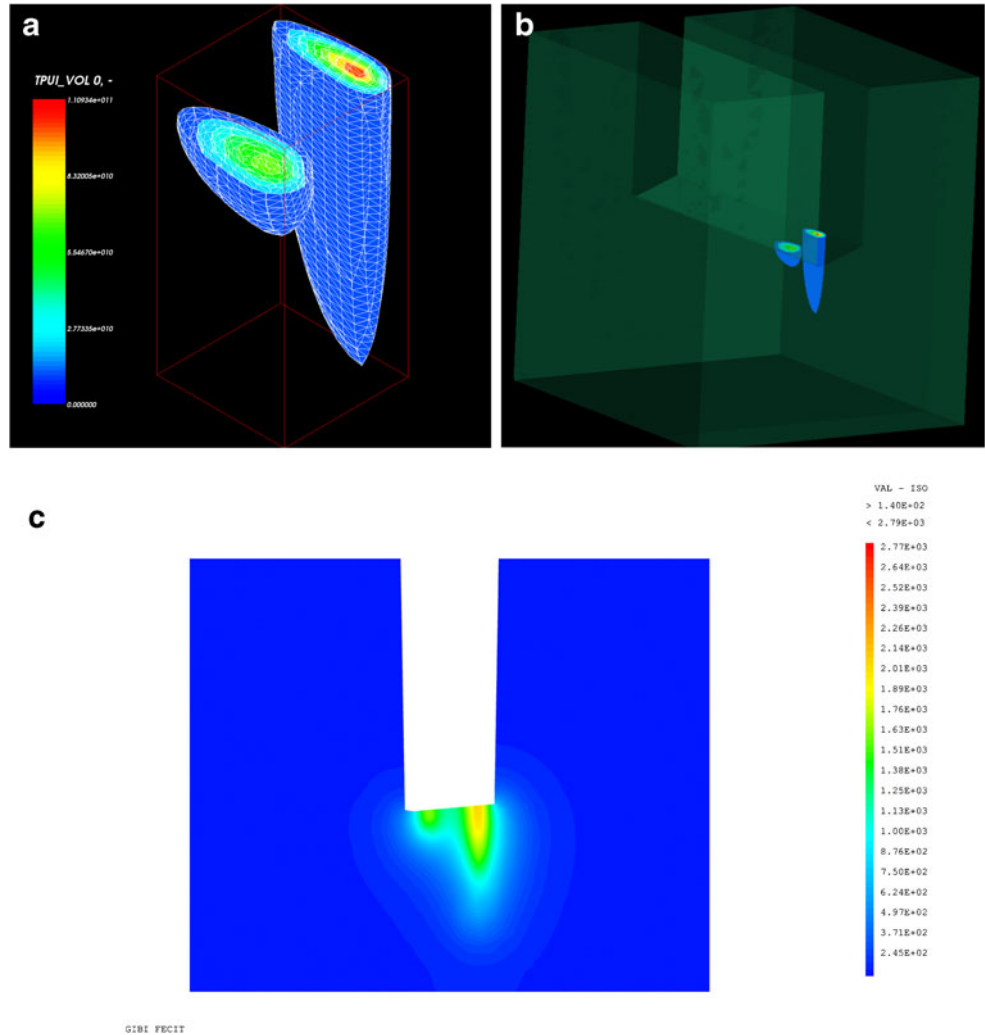 a
TPUI_VOL 0, -
1.10934e+011
8.32005e+010
5.54670e+010
2.77335e+010
0.000000
b
c
VAL - ISO
> 1.40E+02
< 2.79E+03
2.77E+03
2.64E+03
2.52E+03
2.39E+03
2.26E+03
2.14E+03
2.01E+03
1.89E+03
1.76E+03
1.63E+03
1.51E+03
1.38E+03
1.25E+03
1.13E+03
1.00E+03
8.76E+02
7.50E+02
6.24E+02
4.97E+02
3.71E+02
2.45E+02
GIBI FECIT